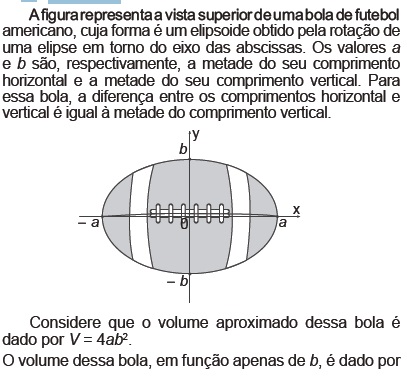 A figura representa a vista superior de uma bola de futebol
americano, cuja forma é um elipsoide obtido pela rotação de
uma elipse em torno do eixo das abscissas. Os valores a
e b são, respectivamente, a metade do seu comprimento
horizontal e a metade do seu comprimento vertical. Para
essa bola, a diferença entre os comprimentos horizontal e
vertical é igual à metade do comprimento vertical.
y
b
x
– a
0
a
– b
Considere que o volume aproximado dessa bola é
dado por V = 4ab².
O volume dessa bola, em função apenas de b, é dado por